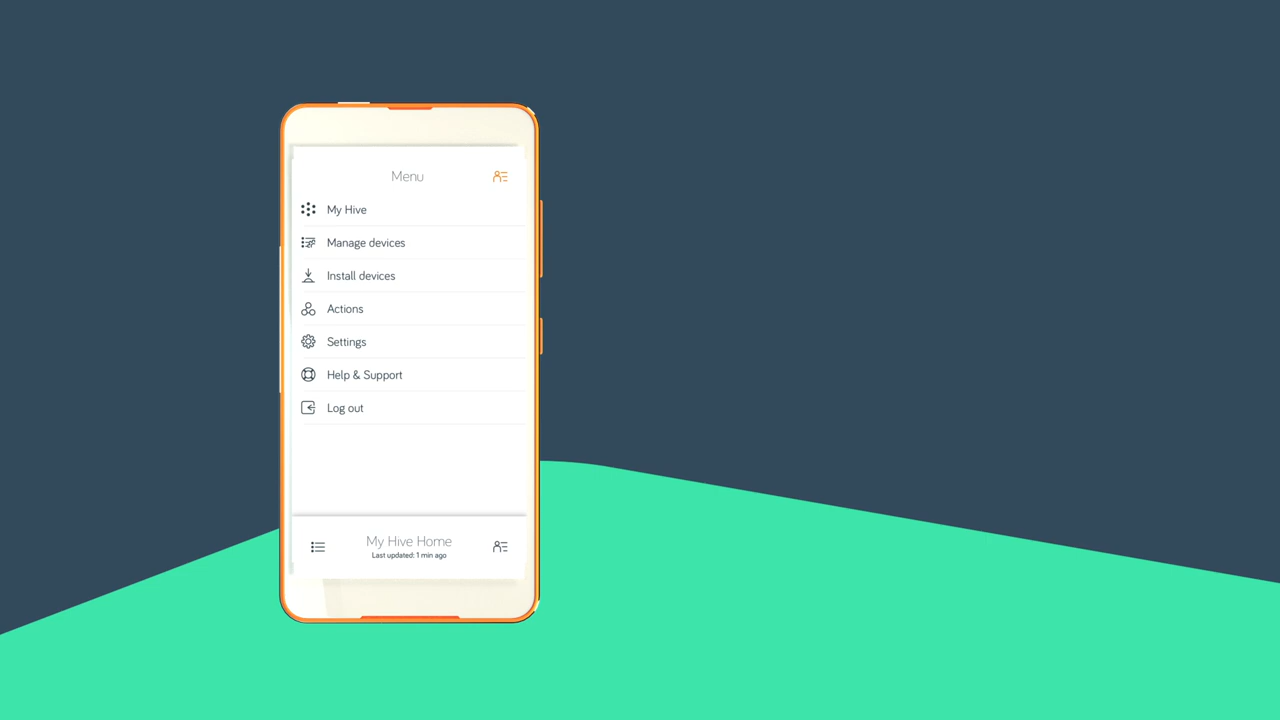 Menu
My Hive
Manage devices
Install devices
Actions
Settings
Help & Support
Log out
My Hive Home
Last updated: 1 min ago